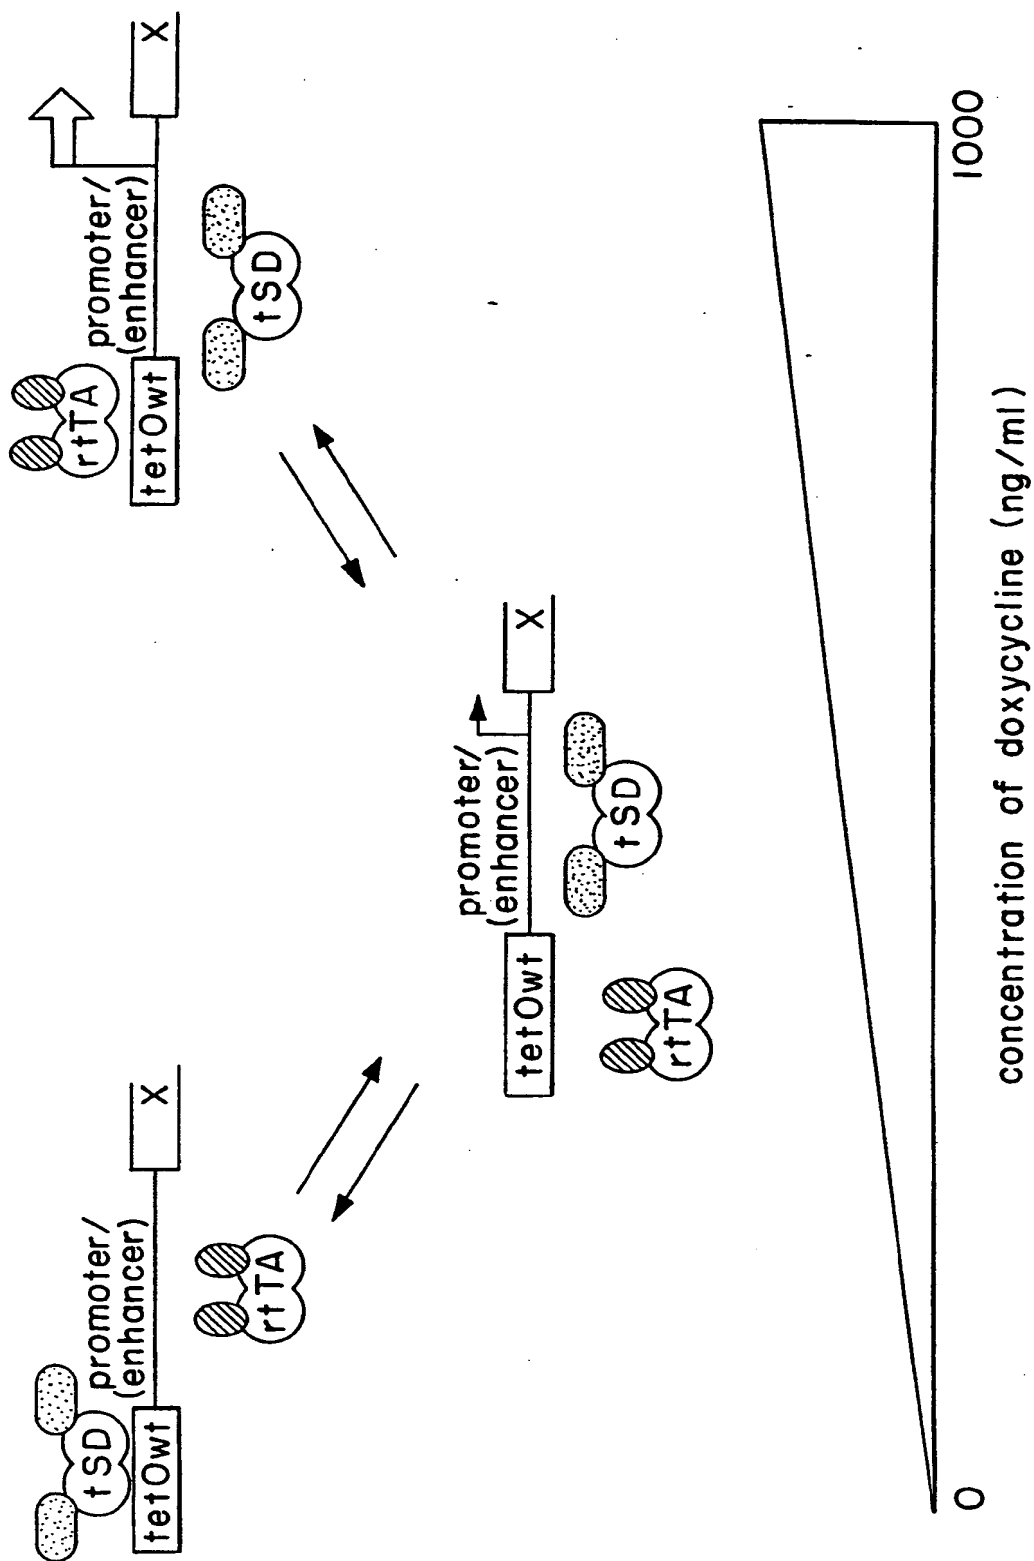 tSD
promoter/
(enhancer)
tetOwt
X
rtTA
promoter/
(enhancer)
tetOwt
X
rtTA
tSD
rtTA
promoter/
(enhancer)
tetOwt
X
tSD
0
1000
concentration of doxycycline (ng/ml)